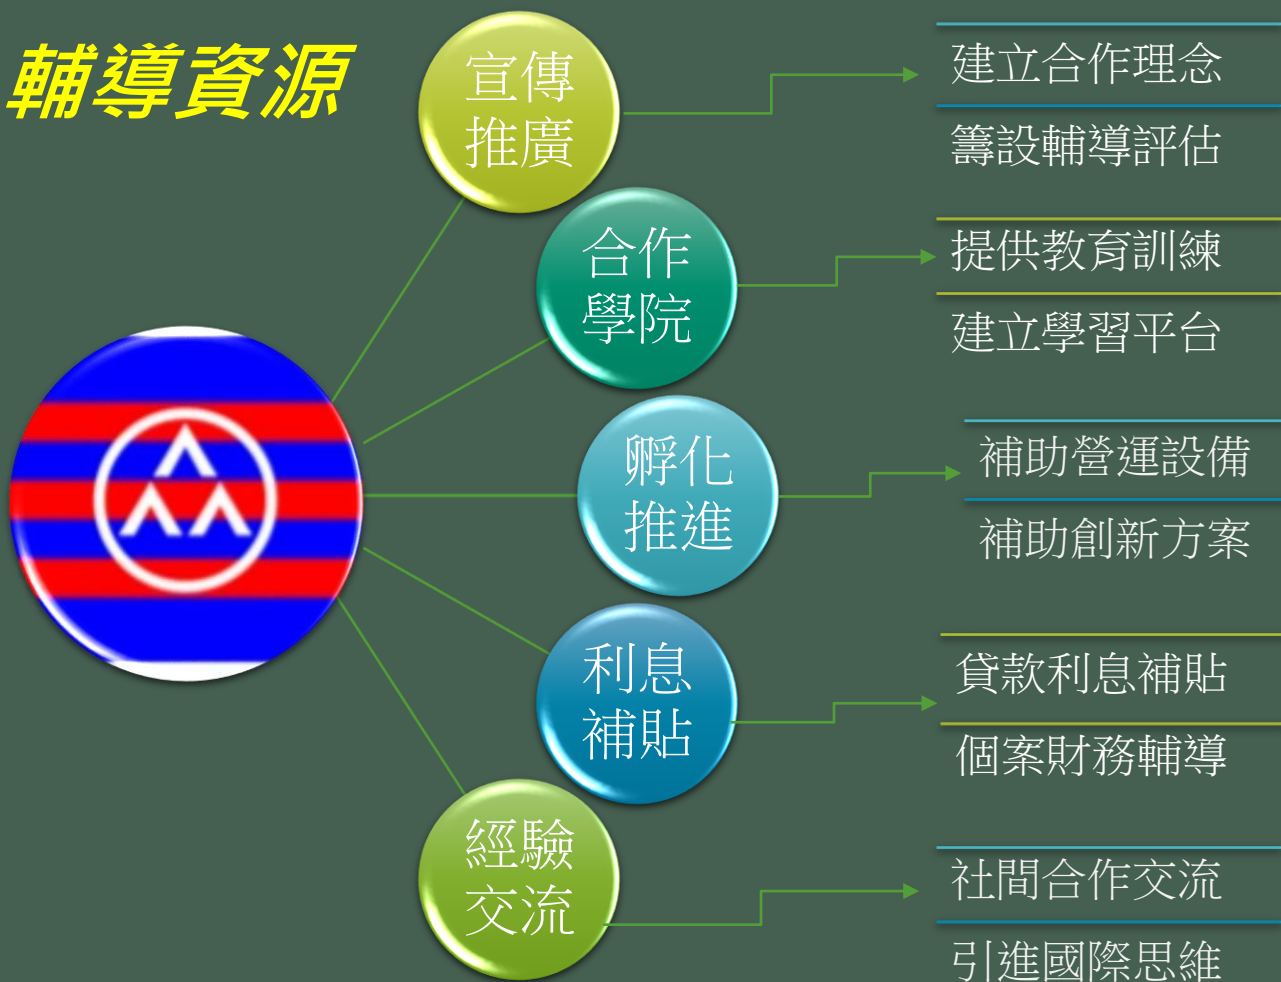 輔導資源
宣傳
推廣
建立合作理念
籌設輔導評估
合作
學院
提供教育訓練
建立學習平台
孵化
推進
補助營運設備
補助創新方案
利息
補貼
貸款利息補貼
個案財務輔導
經驗
交流
社間合作交流
引進國際思維